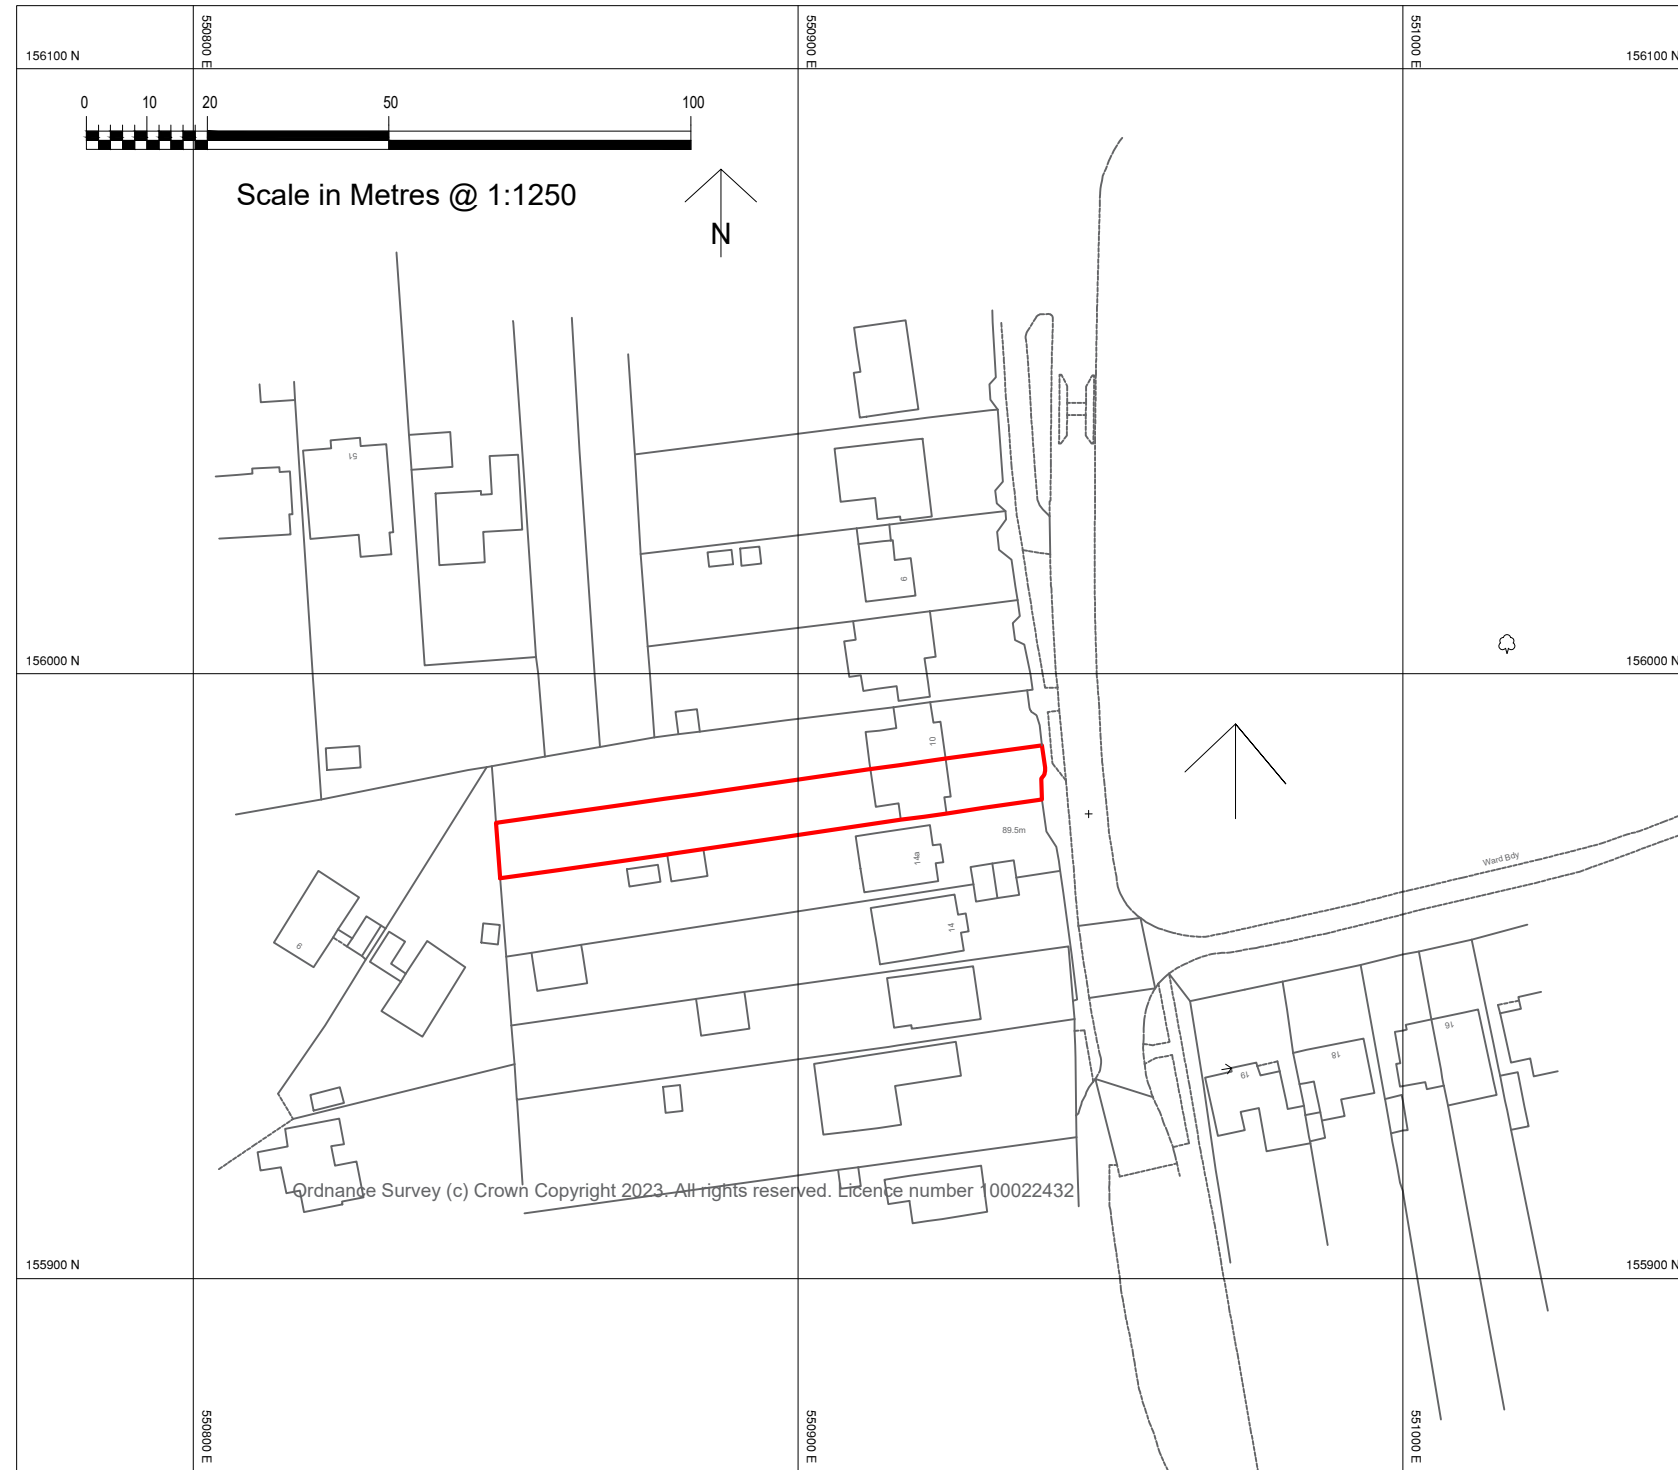 550800 E
550900 E
551000 E
156100 N
156100 N
0 10 20 50 100
Scale in Metres @ 1:1250
N
51
9
156000 N
156000 N
10
89.5m
14a
Ward Bdy
14
9
16
18
19
Ordnance Survey (c) Crown Copyright 2023. All rights reserved. Licence number 100022432
155900 N
155900 N
550800 E
550900 E
551000 E